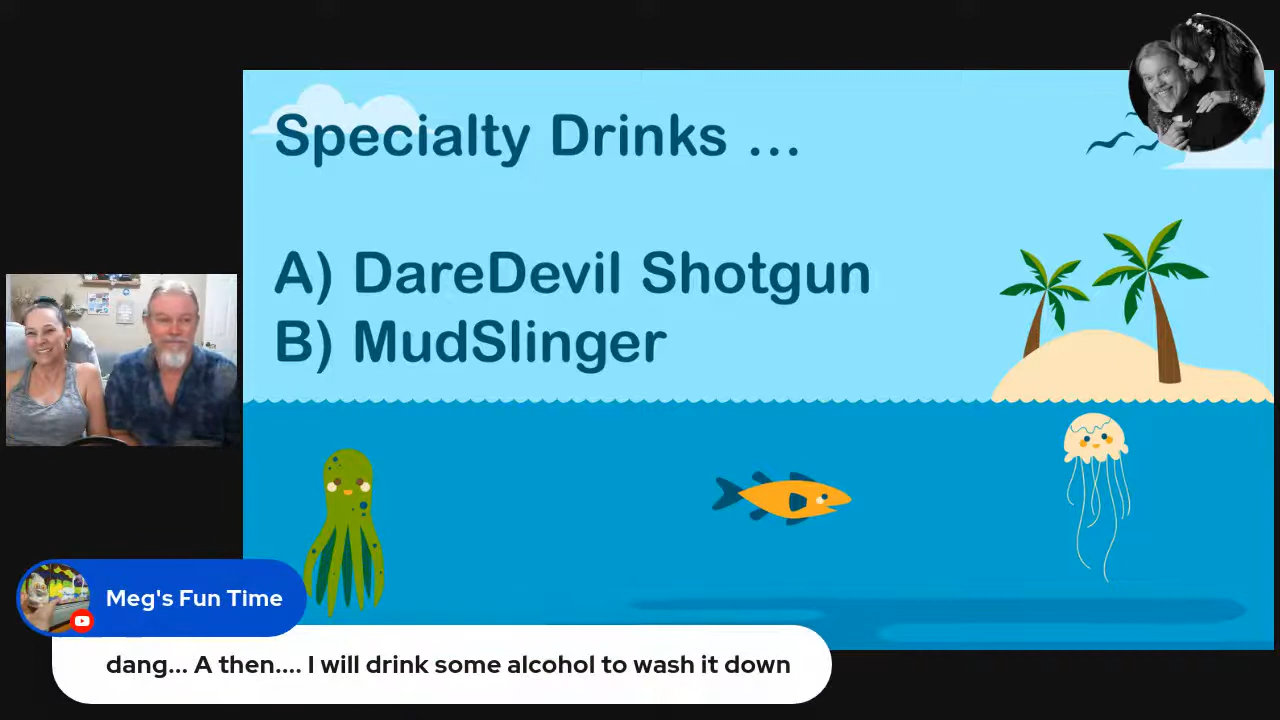 Specialty Drinks ...
A) DareDevil Shotgun
B) MudSlinger
Meg's Fun Time
dang... A then.... I will drink some alcohol to wash it down